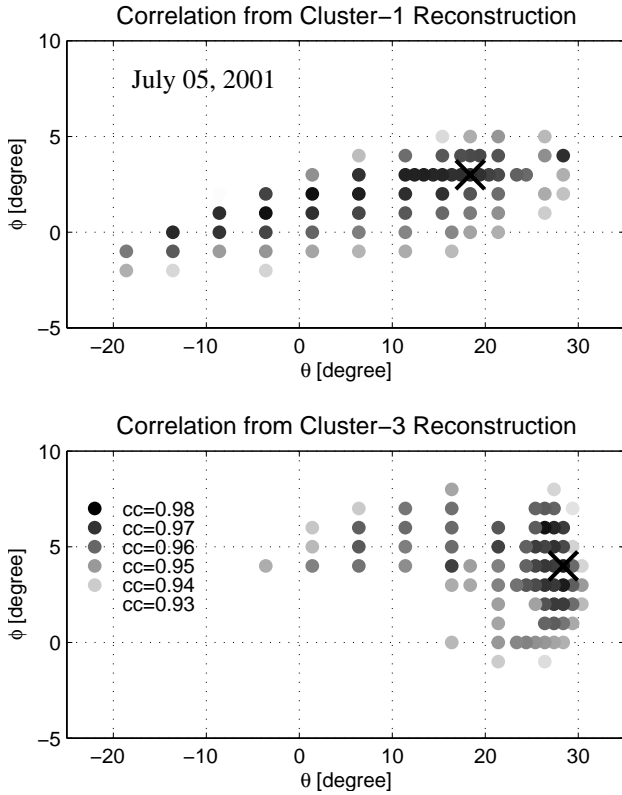 Correlation from Cluster−1 Reconstruction
July 05, 2001
10
5
0
−5
ϕ [degree]
−20 −10 0 10 20 30
θ [degree]
Correlation from Cluster−3 Reconstruction
10
5
0
−5
ϕ [degree]
cc=0.98
cc=0.97
cc=0.96
cc=0.95
cc=0.94
cc=0.93
−20 −10 0 10 20 30
θ [degree]